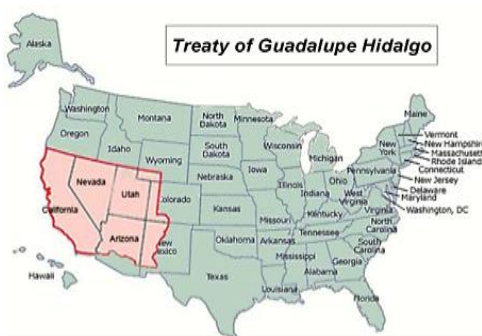 Treaty of Guadalupe Hidalgo
Alaska
Washington
Oregon
Idaho
Montana
Wyoming
North
Dakota
South
Dakota
Nebraska
Kansas
Oklahoma
Texas
Minnesota
Iowa
Missouri
Arkansas
Louisiana
Wisconsin
Illinois
Michigan
Indiana
Ohio
Kentucky
Tennessee
Mississippi
Alabama
Georgia
Florida
South
Carolina
North
Carolina
Virginia
West
Virginia
Pennsylvania
New
York
Maine
Vermont
New Hampshire
Massachusetts
Rhode Island
Connecticut
New Jersey
Delaware
Maryland
Washington, DC
Nevada
Utah
Colorado
California
Arizona
New
Mexico
Hawaii